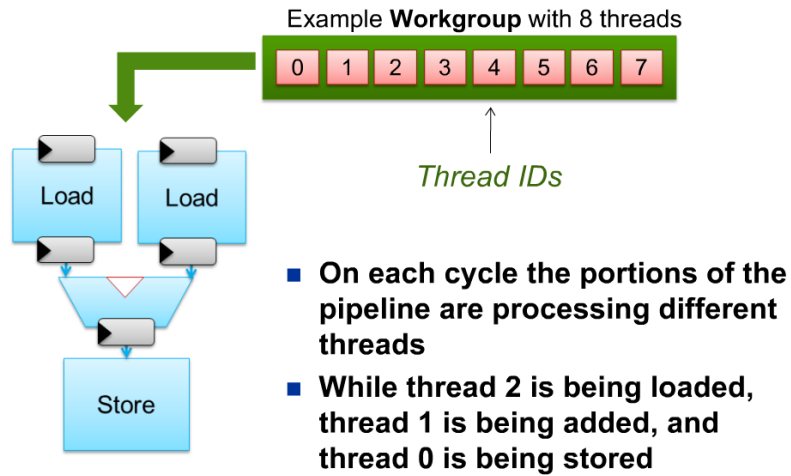 Example Workgroup with 8 threads
0 1 2 3 4 5 6 7
Thread IDs
Load Load
Store
On each cycle the portions of the
pipeline are processing different
threads
While thread 2 is being loaded,
thread 1 is being added, and
thread 0 is being stored